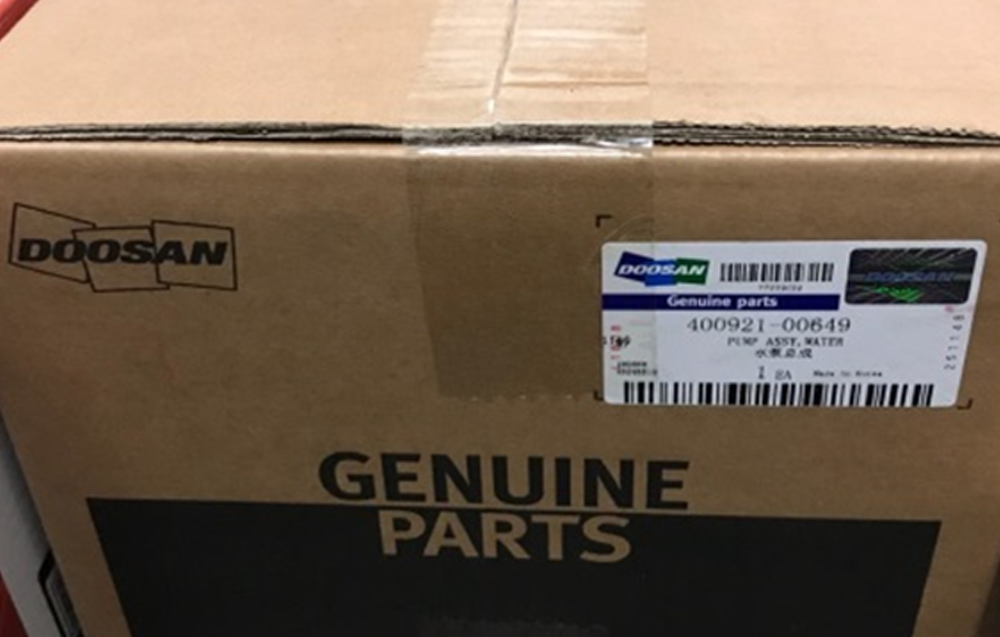 DOOSAN
DOOSAN
DOOSAN
Genuine parts
400921-00649
PUMP ASSY,WATER
水泵总成
1 EA Made in Korea
GENUINE
PARTS